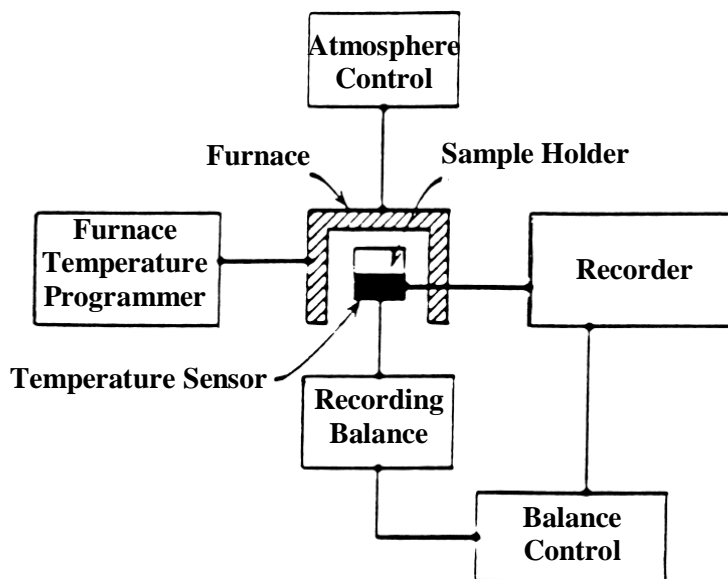 Atmosphere
Control
Furnace
Sample Holder
Furnace
Temperature
Programmer
Recorder
Temperature Sensor
Recording
Balance
Balance
Control